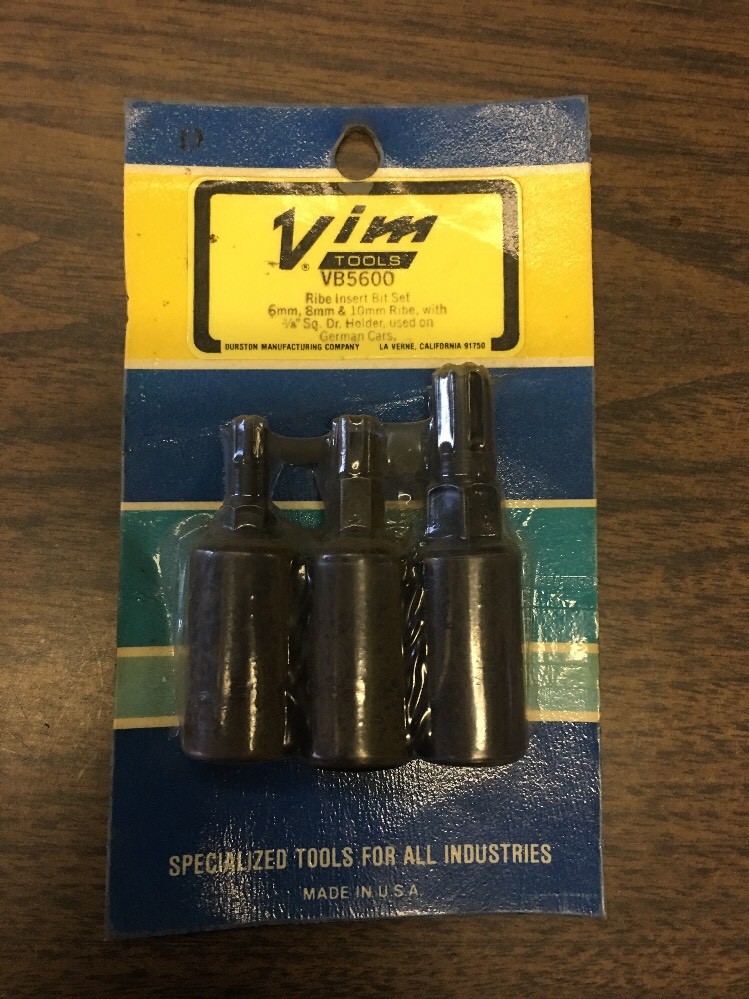 Vim
TOOLS
®
VB5600
Ribe Insert Bit Set
6mm, 8mm & 10mm Ribe, with
⅜" Sq. Dr. Holder, used on
German Cars.
DURSTON MANUFACTURING COMPANY LA VERNE, CALIFORNIA 91750
SPECIALIZED TOOLS FOR ALL INDUSTRIES
MADE IN U.S.A.